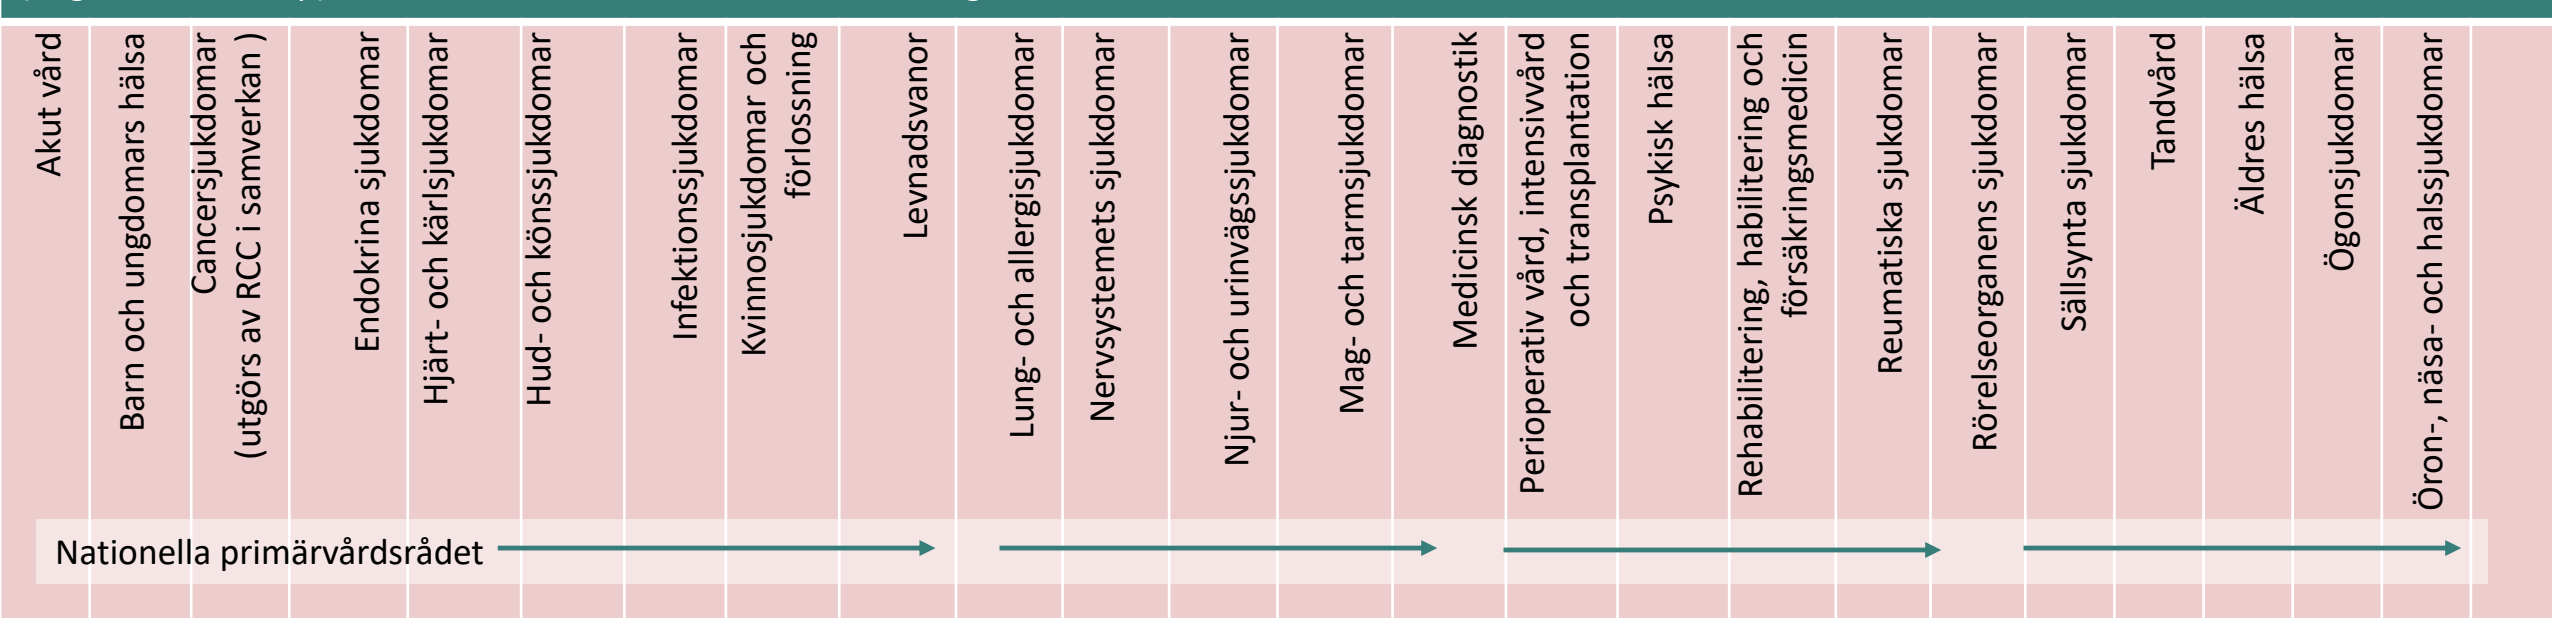 Akut vård
Barn och ungdomars hälsa
Cancersjukdomar
(utgörs av RCC i samverkan )
Endokrina sjukdomar
Hjärt- och kärlsjukdomar
Hud- och könssjukdomar
Infektionssjukdomar
Kvinnosjukdomar och
förlossning
Levnadsvanor
Lung- och allergisjukdomar
Nervsystemets sjukdomar
Njur- och urinvägssjukdomar
Mag- och tarmsjukdomar
Medicinsk diagnostik
Perioperativ vård, intensivvård
och transplantation
Psykisk hälsa
Rehabilitering, habilitering och
försäkringsmedicin
Reumatiska sjukdomar
Rörelseorganens sjukdomar
Sällsynta sjukdomar
Tandvård
Äldres hälsa
Ögonsjukdomar
Öron-, näsa- och halssjukdomar
Nationella primärvårdsrådet